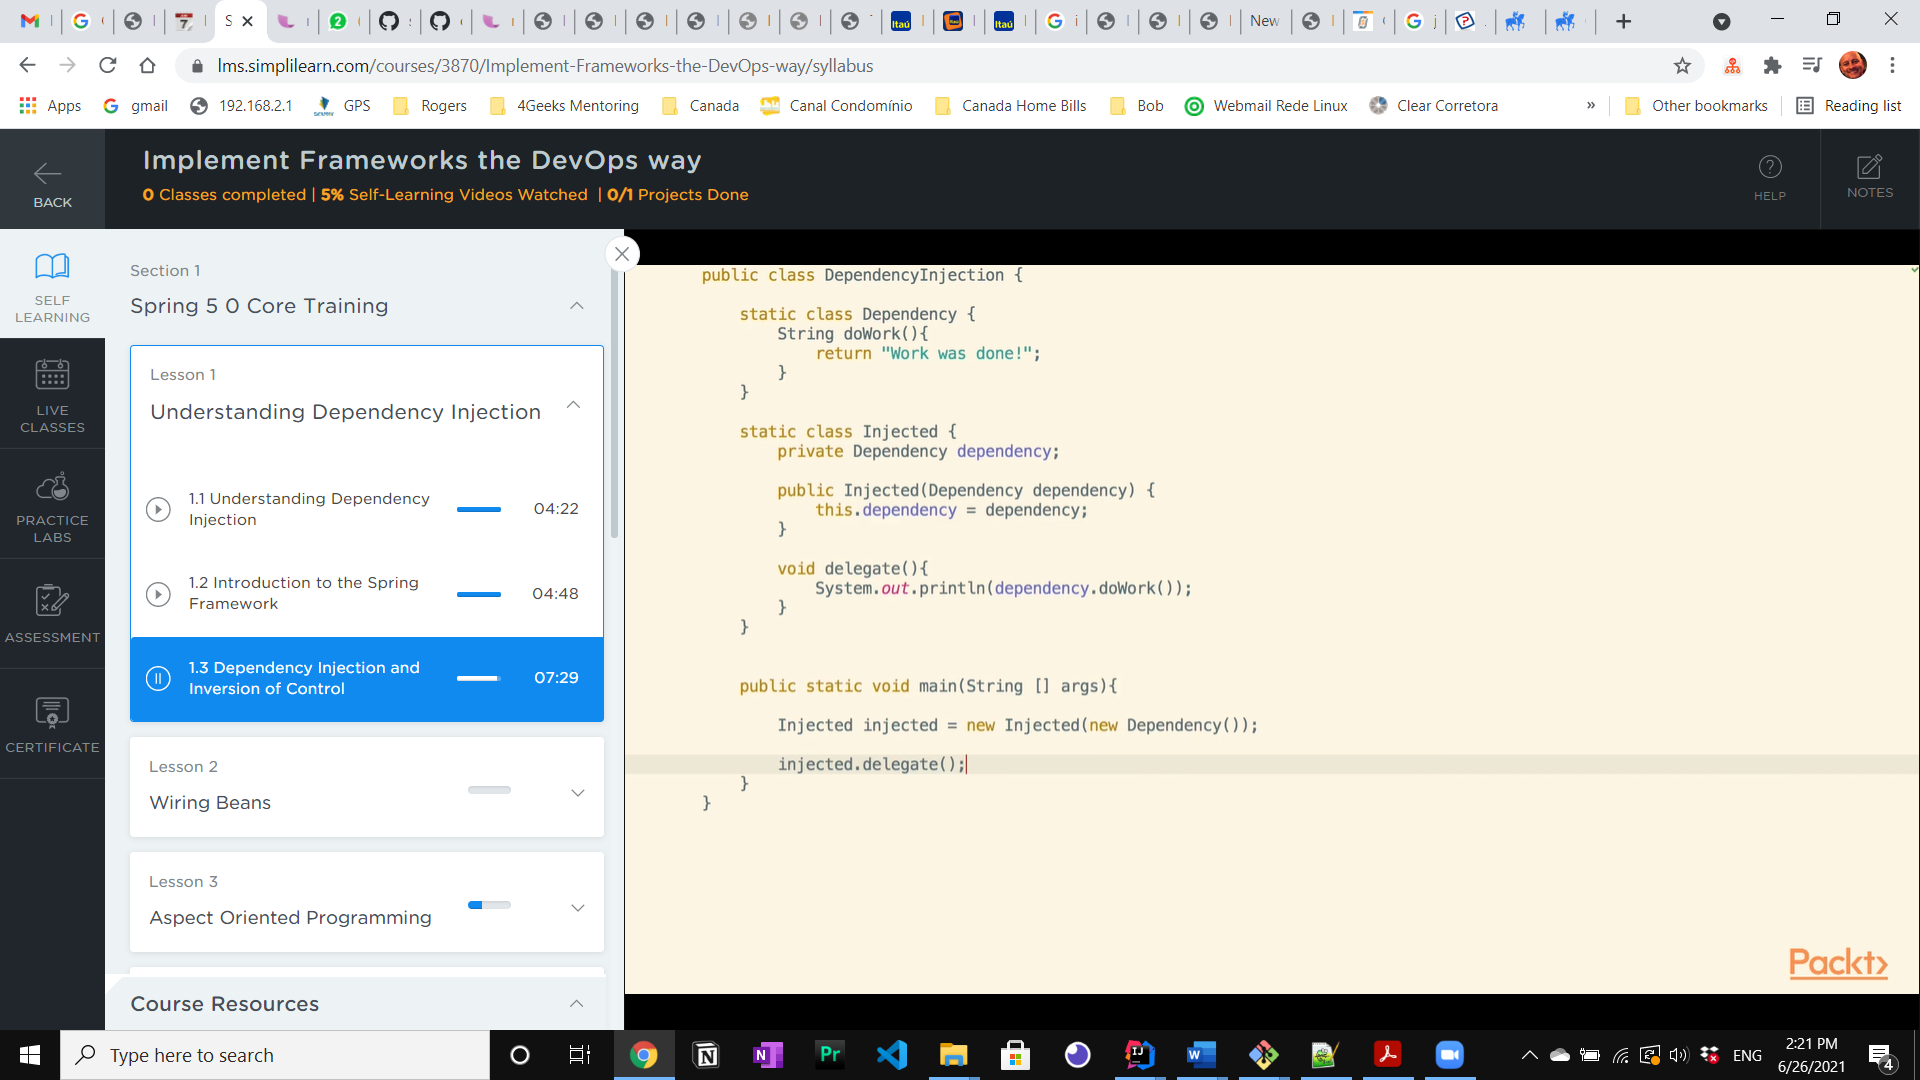 lms.simplilearn.com/courses/3870/Implement-Frameworks-the-DevOps-way/syllabus
Apps
gmail
192.168.2.1
GPS
Rogers
4Geeks Mentoring
Canada
Canal Condomínio
Canada Home Bills
Bob
Webmail Rede Linux
Clear Corretora
»
Other bookmarks
Reading list
BACK
Implement Frameworks the DevOps way
0 Classes completed | 5% Self-Learning Videos Watched | 0/1 Projects Done
HELP
NOTES
SELF
LEARNING
LIVE
CLASSES
PRACTICE
LABS
ASSESSMENT
CERTIFICATE
Section 1
Spring 5 0 Core Training
Lesson 1
Understanding Dependency Injection
1.1 Understanding Dependency
Injection
04:22
1.2 Introduction to the Spring
Framework
04:48
1.3 Dependency Injection and
Inversion of Control
07:29
Lesson 2
Wiring Beans
Lesson 3
Aspect Oriented Programming
Course Resources
public class DependencyInjection {
static class Dependency {
String doWork(){
return "Work was done!";
}
}
static class Injected {
private Dependency dependency;
public Injected(Dependency dependency) {
this.dependency = dependency;
}
void delegate(){
System.out.println(dependency.doWork());
}
}
public static void main(String [] args){
Injected injected = new Injected(new Dependency());
injected.delegate();
}
}
Packt>
Type here to search
ENG
2:21 PM
6/26/2021
4